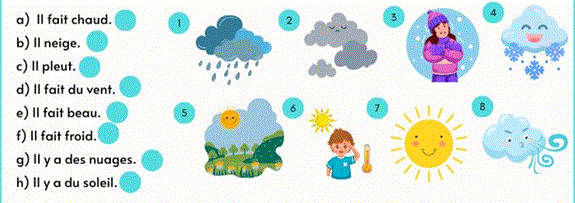 a) Il fait chaud.
b) Il neige.
c) Il pleut.
d) Il fait du vent.
e) Il fait beau.
f) Il fait froid.
g) Il y a des nuages.
h) Il y a du soleil.
1 2 3 4
5 6 7 8